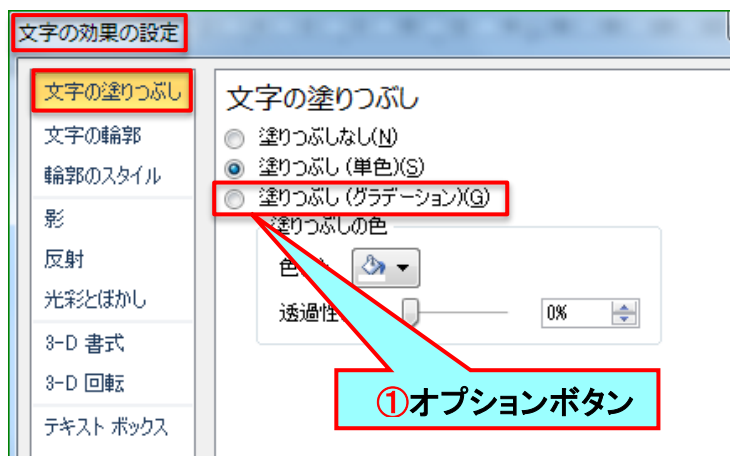 文字の効果の設定
文字の塗りつぶし
文字の輪郭
輪郭のスタイル
影
反射
光彩とぼかし
3-D 書式
3-D 回転
テキスト ボックス
文字の塗りつぶし
塗りつぶしなし(N)
塗りつぶし (単色)(S)
塗りつぶし (グラデーション)(G)
塗りつぶしの色
色
透過性
0%
①オプションボタン